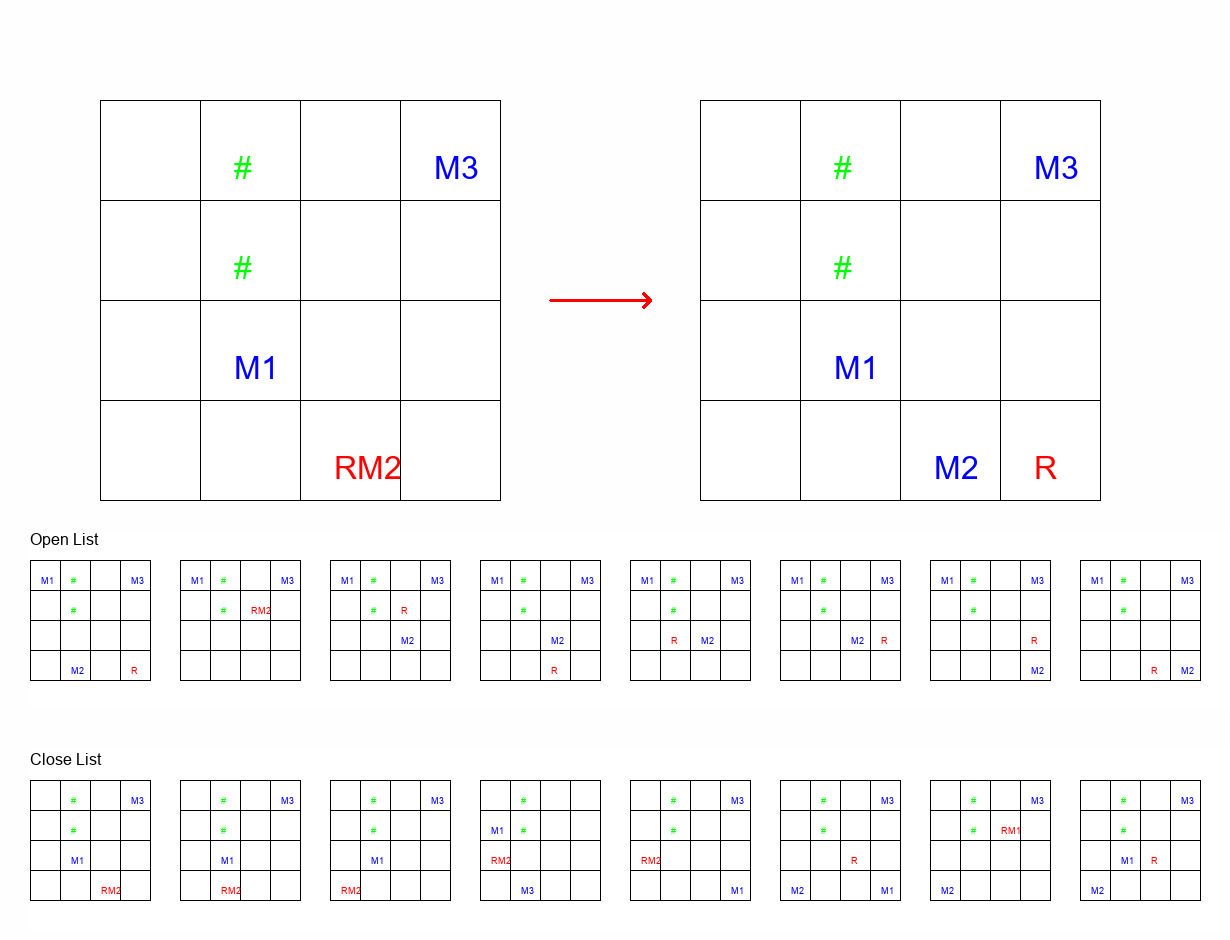 # M3 # M3
# #
M1 M1
RM2 M2 R
Open List
M1 # M3 M1 # M3 M1 # M3 M1 # M3 M1 # M3 M1 # M3 M1 # M3 M1 # M3
# # RM2 # R # # # # #
M2 M2 R M2 M2 R R
M2 R R M2 R M2
Close List
# M3 # M3 # M3 # # M3 # M3 # M3 # M3
# # # M1 # # # # RM1 #
M1 M1 M1 RM2 RM2 R M1 R
RM2 RM2 RM2 M3 M1 M2 M1 M2 M2